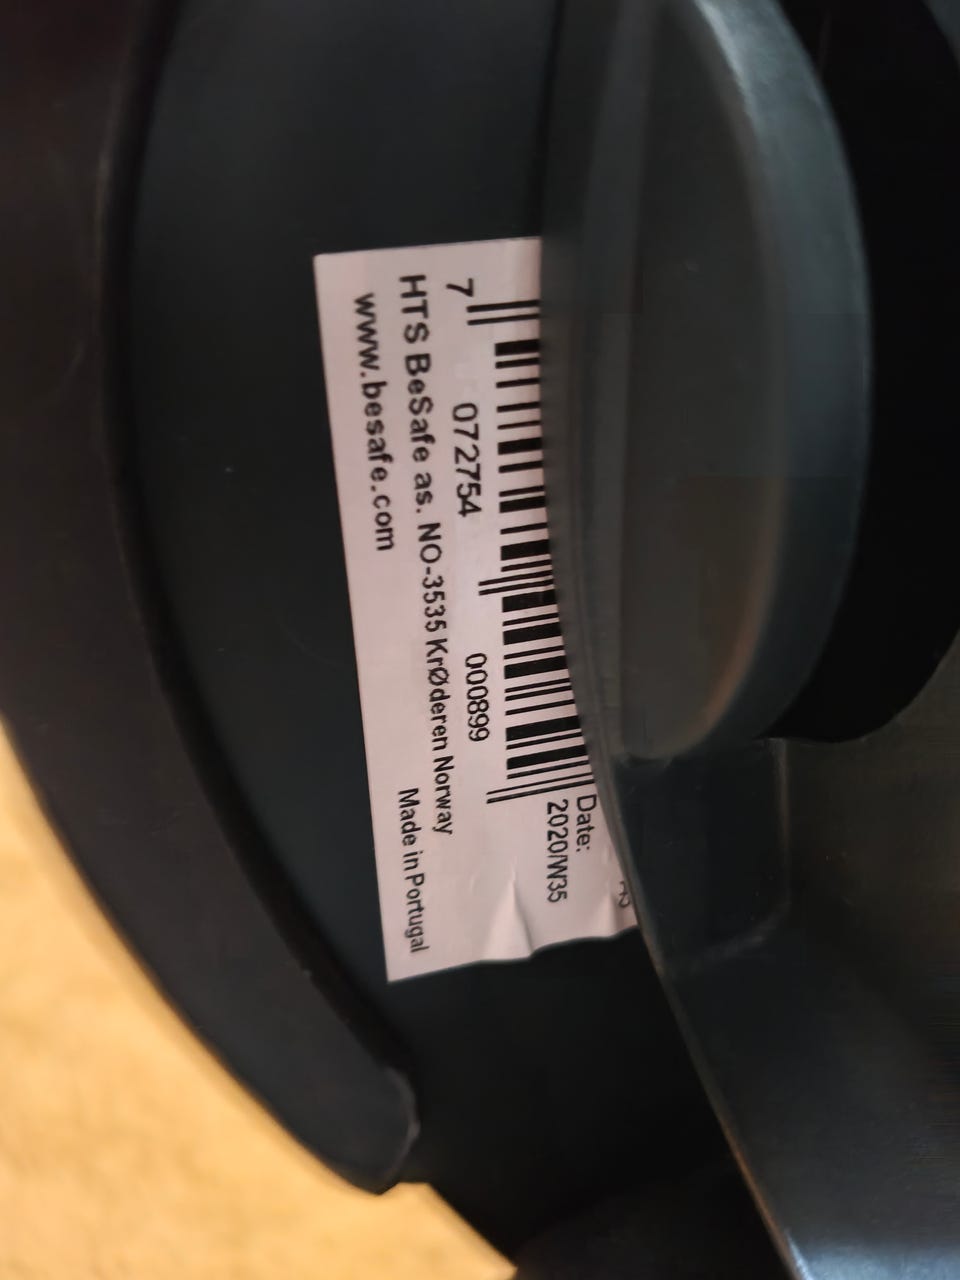 Date:
2020/W35
7 072754 000899
HTS BeSafe as. NO-3535 KrØderen Norway
www.besafe.com
Made in Portugal